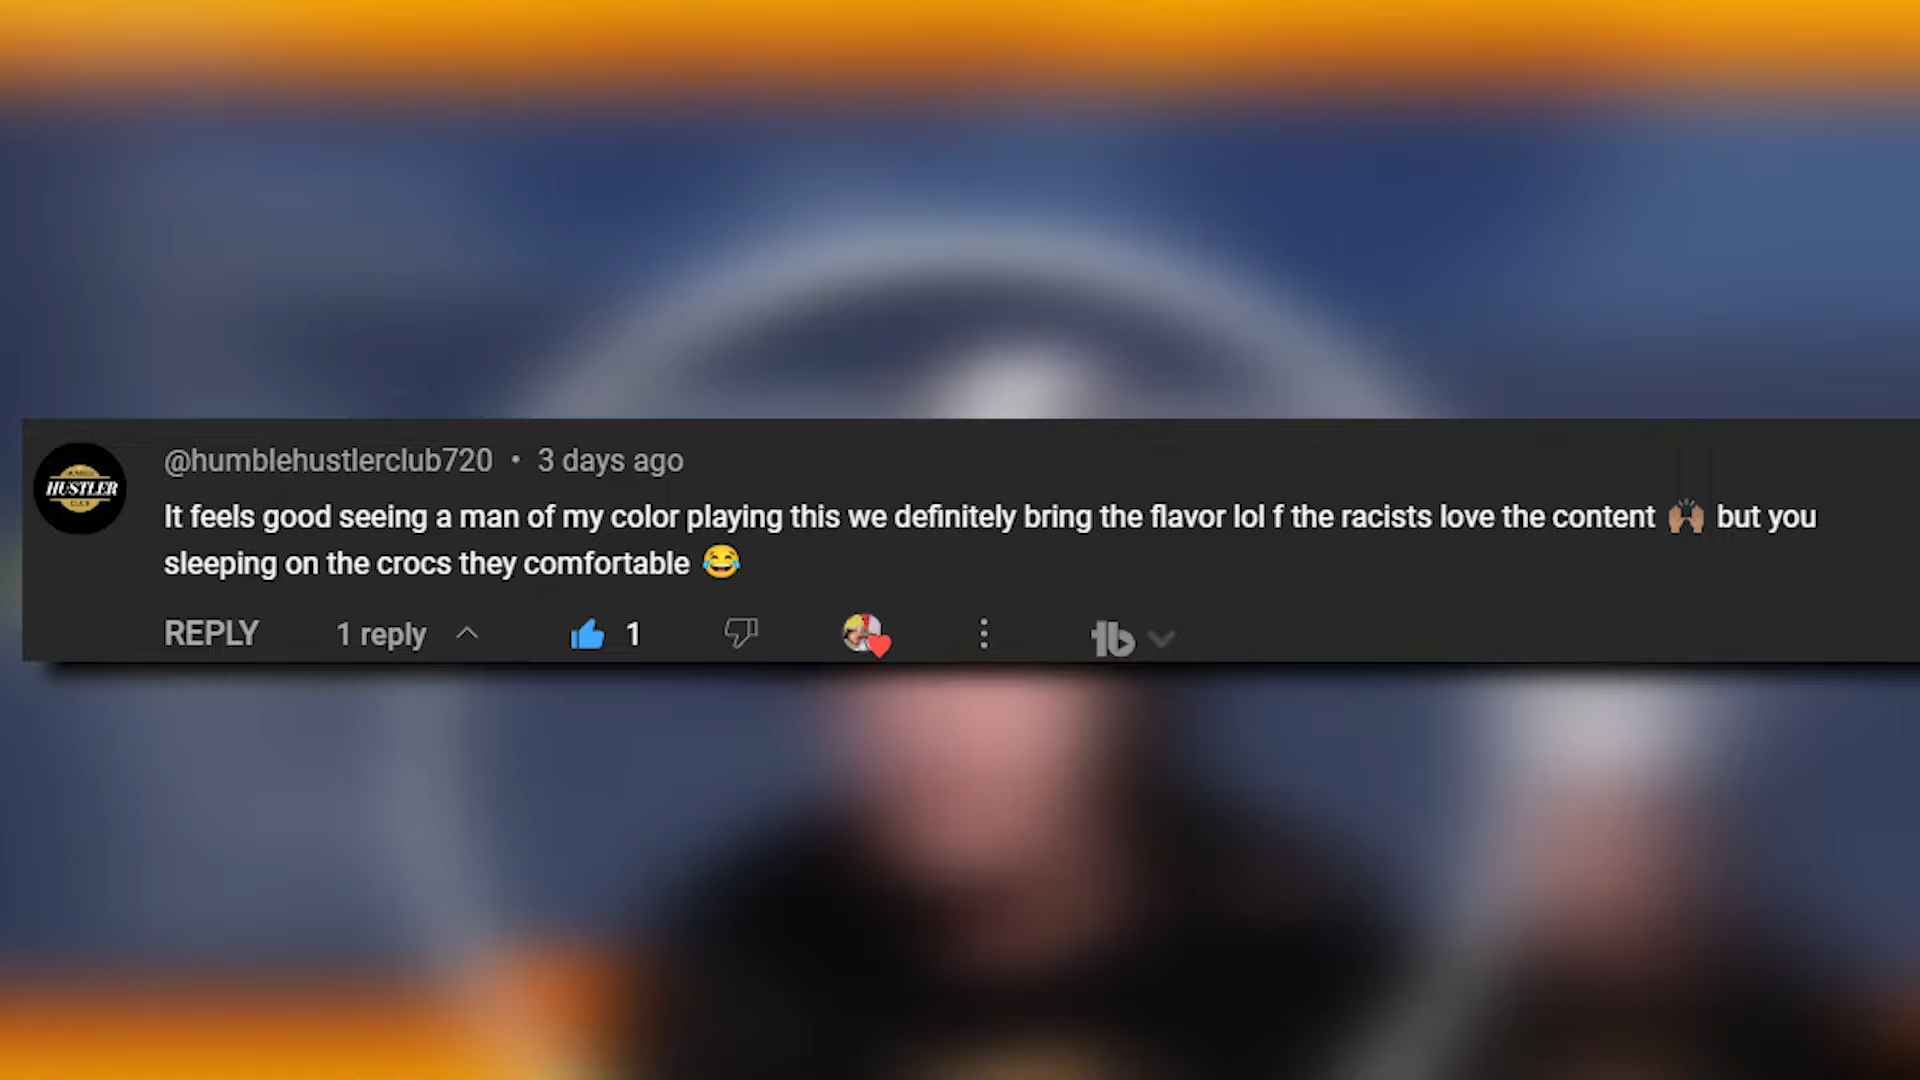 @humblehustlerclub720 • 3 days ago
HUSTLER
It feels good seeing a man of my color playing this we definitely bring the flavor lol f the racists love the content 🙌🏽 but you
sleeping on the crocs they comfortable 😂
REPLY 1 reply 1 tb